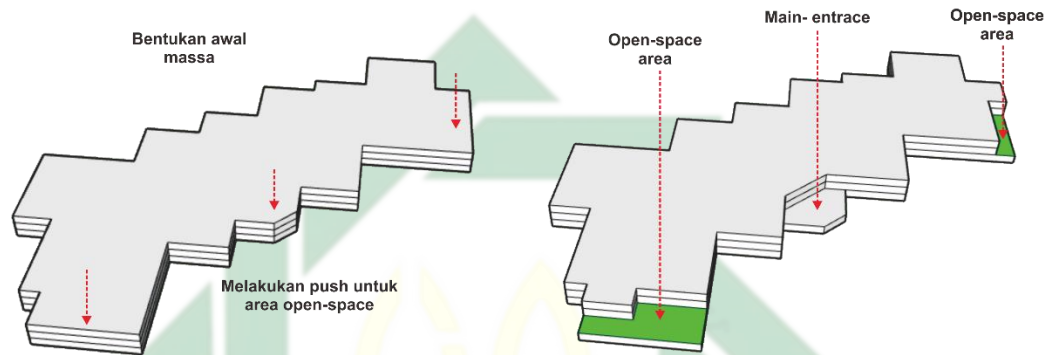 Bentukan awal
massa
Melakukan push untuk
area open-space
Open-space
area
Main- entrace
Open-space
area